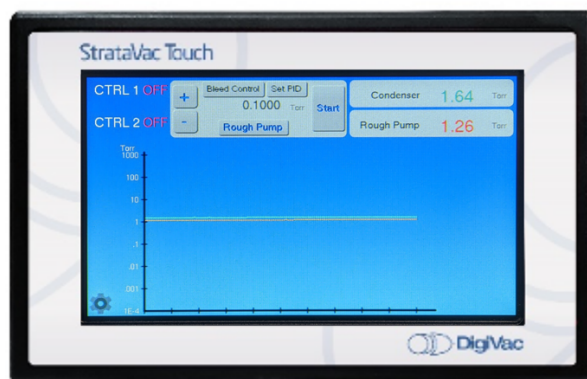 StrataVac Touch
CTRL 1 OFF
CTRL 2 OFF
+
-
Bleed Control
Set PID
0.1000 Torr
Rough Pump
Start
Condenser 1.64 Torr
Rough Pump 1.26 Torr
Torr
1000
100
10
1
.1
.01
.001
1E-4
DigiVac